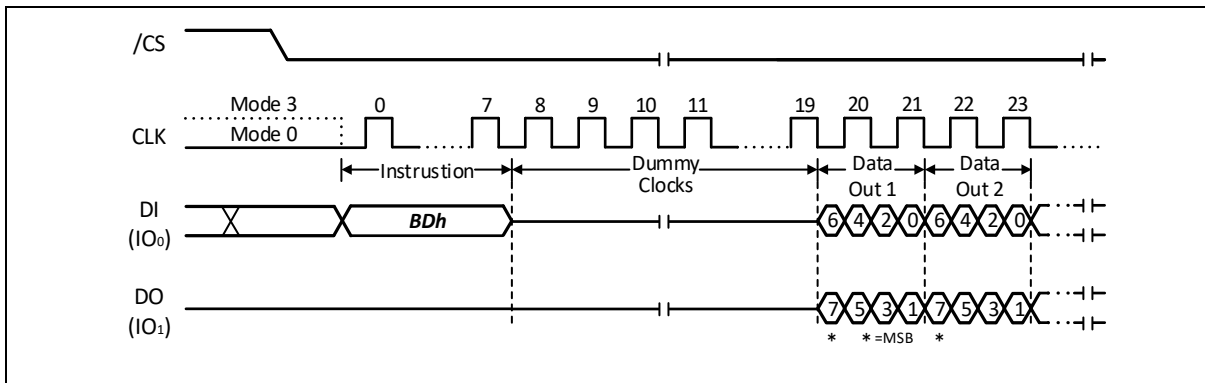 /CS
Mode 3 0 7 8 9 10 11 19 20 21 22 23
CLK Mode 0
Instrustion Dummy Clocks Data Out 1 Data Out 2
DI (IO0) BDh 6 4 2 0 6 4 2 0
DO (IO1) 7 5 3 1 7 5 3 1
* * =MSB *